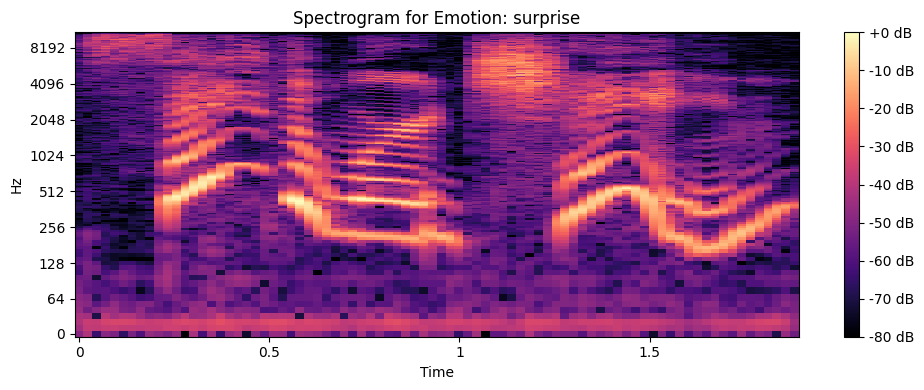 Spectrogram for Emotion: surprise
8192
4096
2048
1024
512
256
128
64
0
Hz
0
0.5
1
1.5
Time
+0 dB
-10 dB
-20 dB
-30 dB
-40 dB
-50 dB
-60 dB
-70 dB
-80 dB